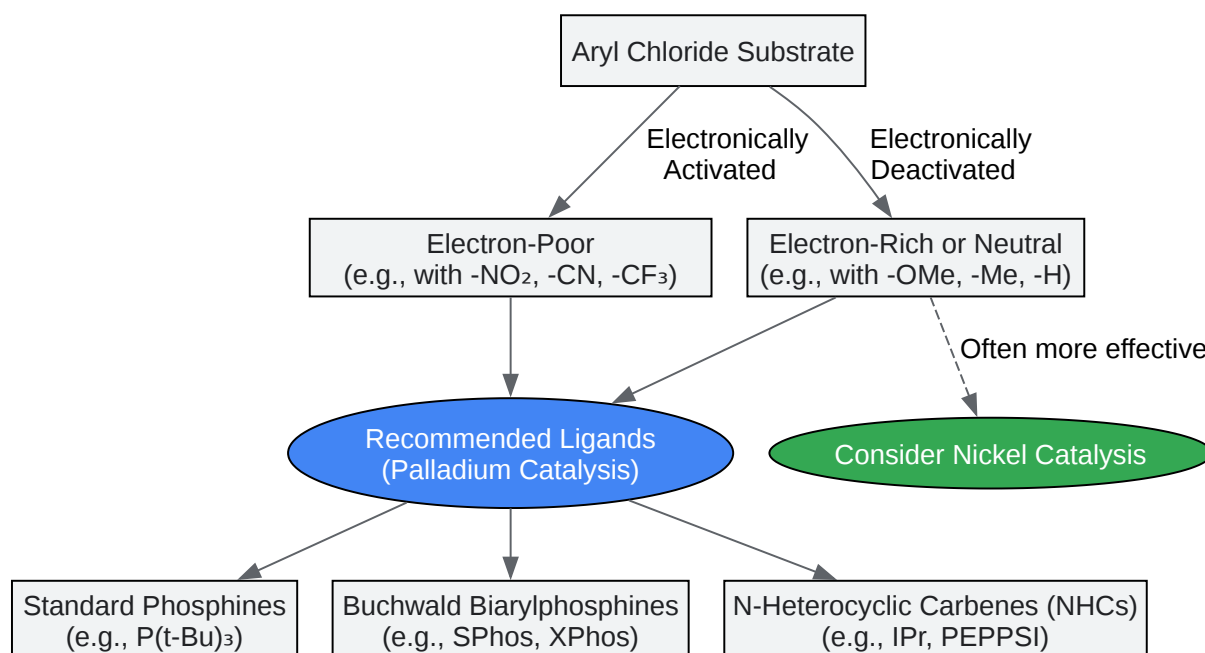 Aryl Chloride Substrate
Electronically
Activated
Electronically
Deactivated
Electron-Poor
(e.g., with -NO₂, -CN, -CF₃)
Electron-Rich or Neutral
(e.g., with -OMe, -Me, -H)
Often more effective
Recommended Ligands
(Palladium Catalysis)
Consider Nickel Catalysis
Standard Phosphines
(e.g., P(t-Bu)₃)
Buchwald Biarylphosphines
(e.g., SPhos, XPhos)
N-Heterocyclic Carbenes (NHCs)
(e.g., IPr, PEPPSI)